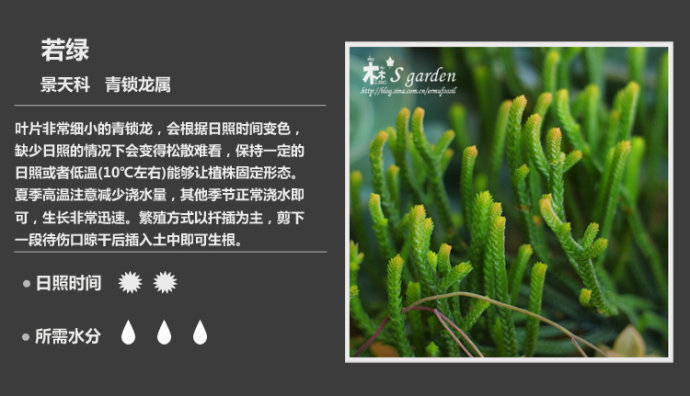 若绿
景天科 青锁龙属
叶片非常细小的青锁龙，会根据日照时间变色，
缺少日照的情况下会变得松散难看，保持一定的
日照或者低温(10℃左右)能够让植株固定形态。
夏季高温注意减少浇水量，其他季节正常浇水即
可，生长非常迅速。繁殖方式以扦插为主，剪下
一段待伤口晾干后插入土中即可生根。
日照时间
所需水分
森's garden